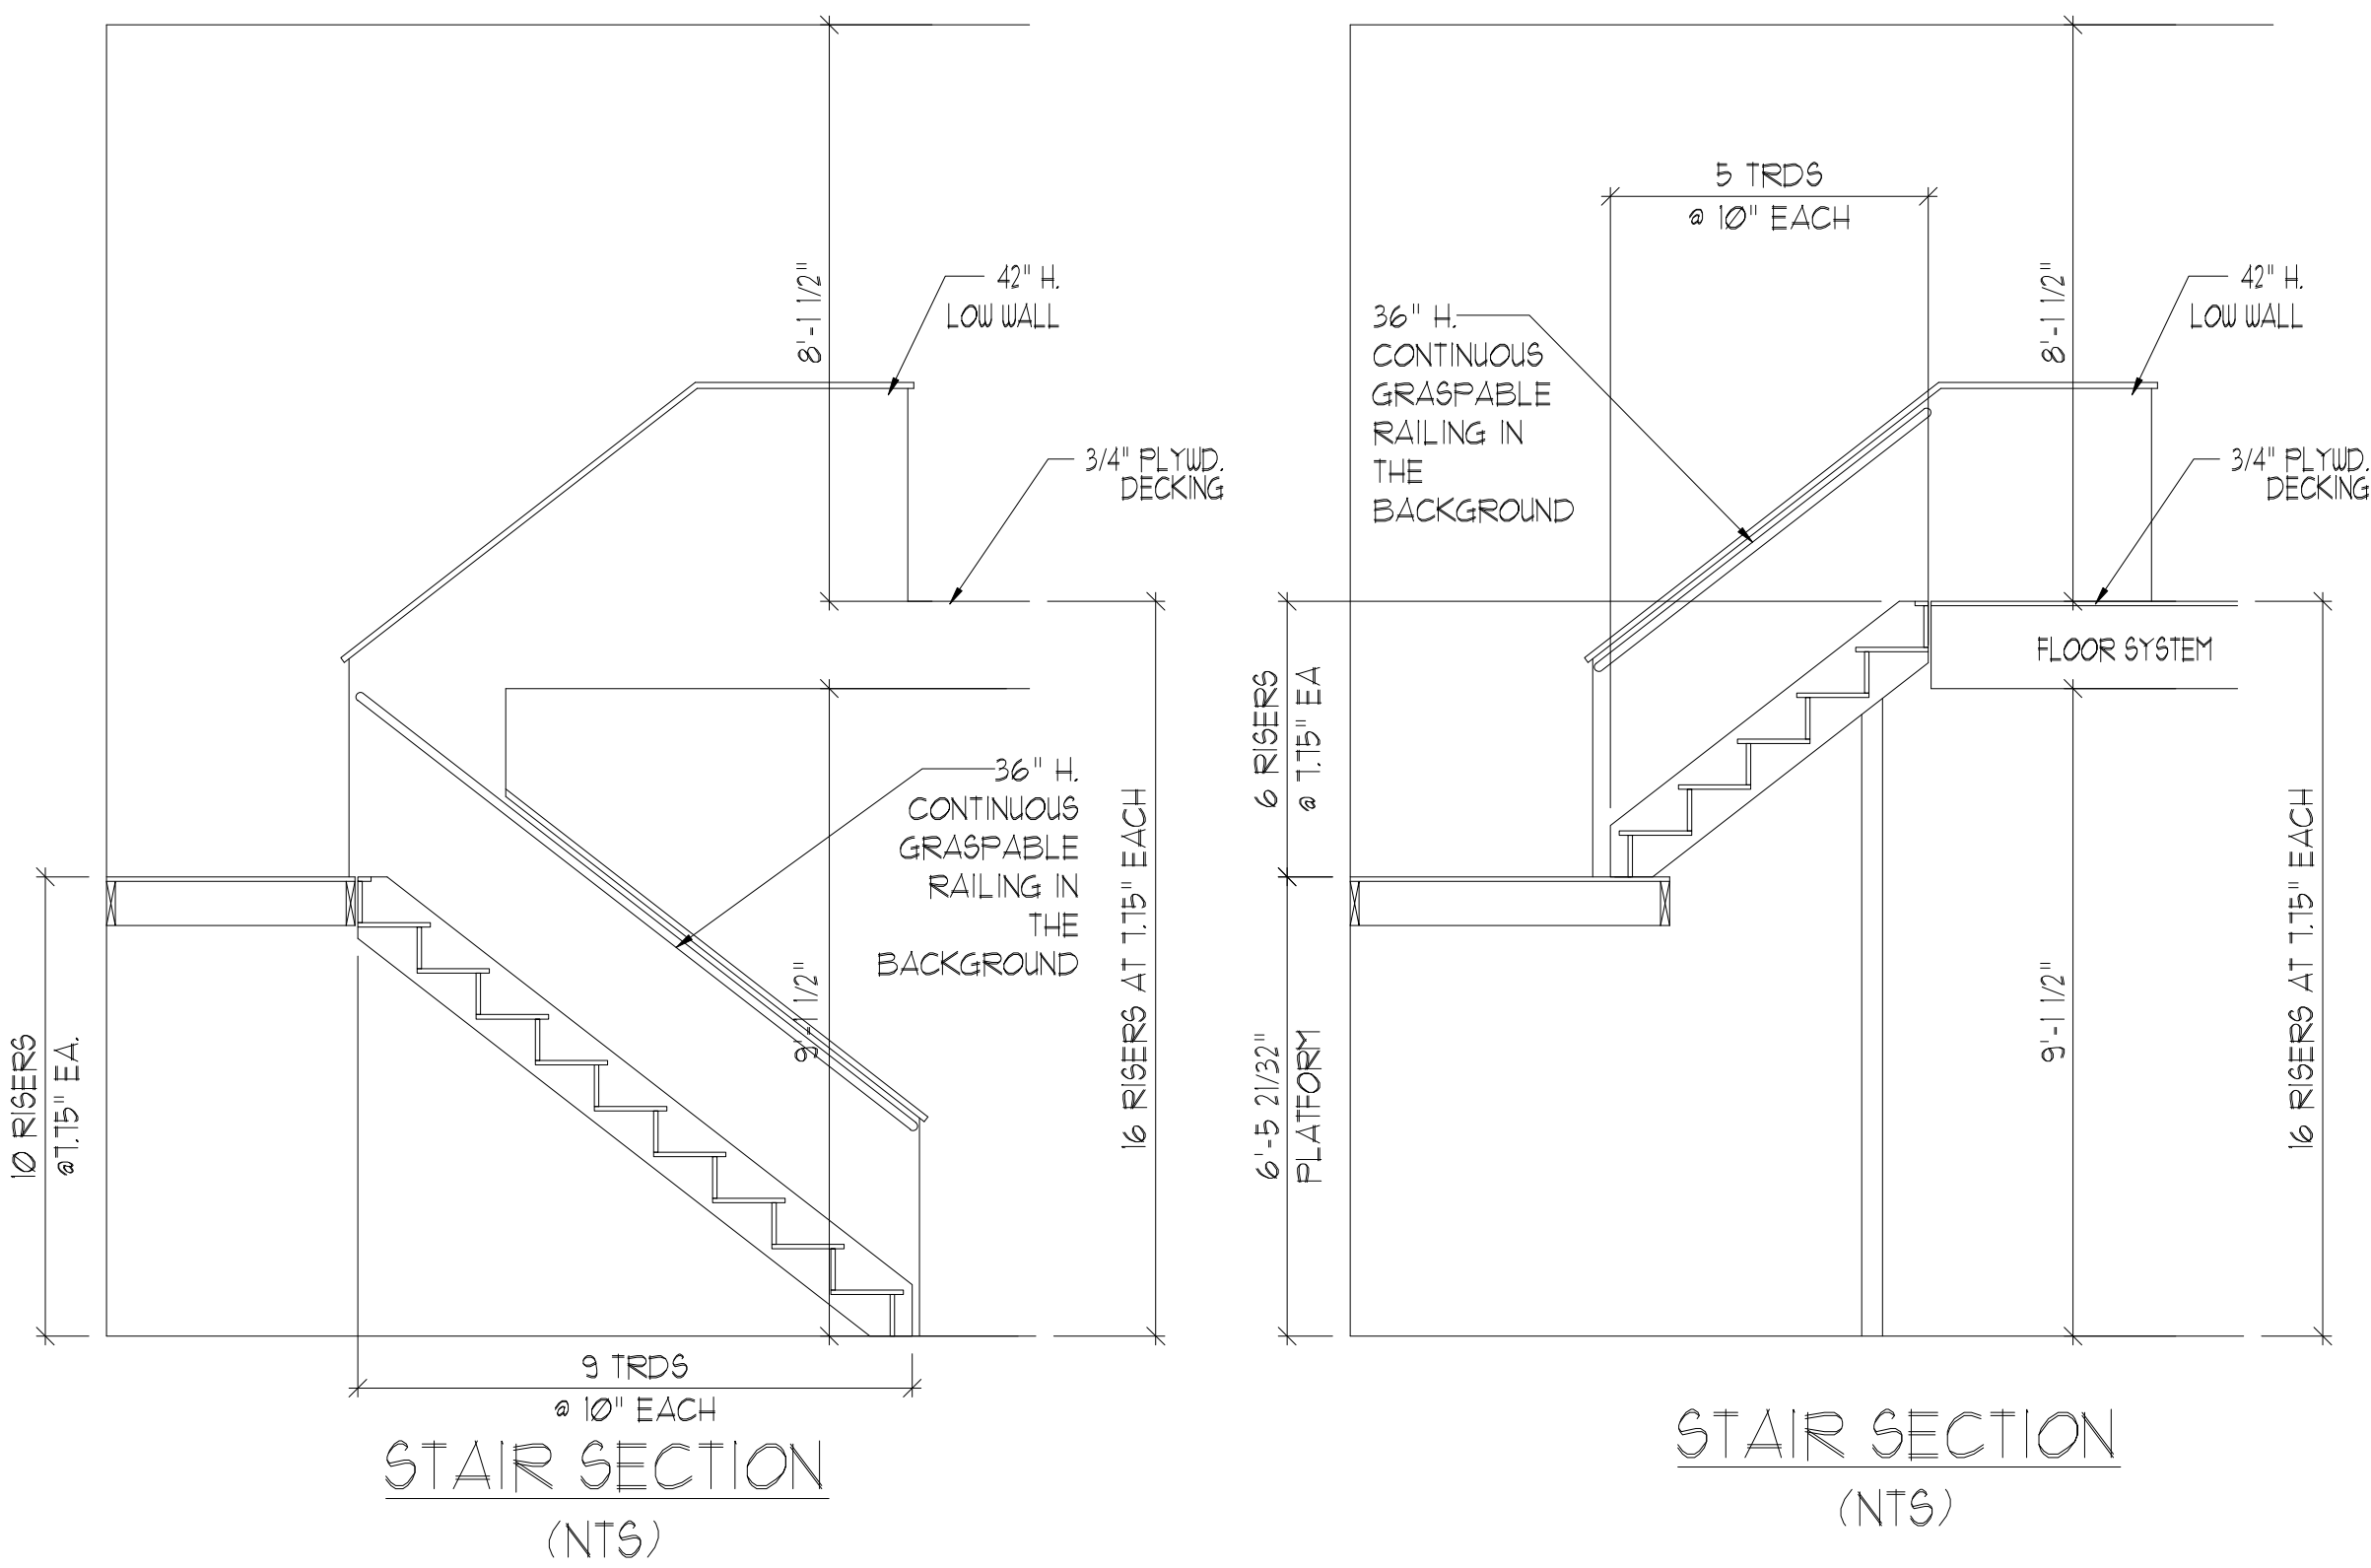 8'-1 1/2"
42" H.
LOW WALL
3/4" PLYWD.
DECKING
36" H.
CONTINUOUS
GRASPABLE
RAILING IN
THE
BACKGROUND
9'-1 1/2"
16 RISERS AT 7.75" EACH
10 RISERS
@7.75" EA.
9 TRDS
@ 10" EACH
STAIR SECTION
(NTS)
5 TRDS
@ 10" EACH
8'-1 1/2"
42" H.
LOW WALL
36" H.
CONTINUOUS
GRASPABLE
RAILING IN
THE
BACKGROUND
3/4" PLYWD.
DECKING
FLOOR SYSTEM
6 RISERS
@ 7.75" EA
6'-5 21/32"
PLATFORM
9'-1 1/2"
16 RISERS AT 7.75" EACH
STAIR SECTION
(NTS)